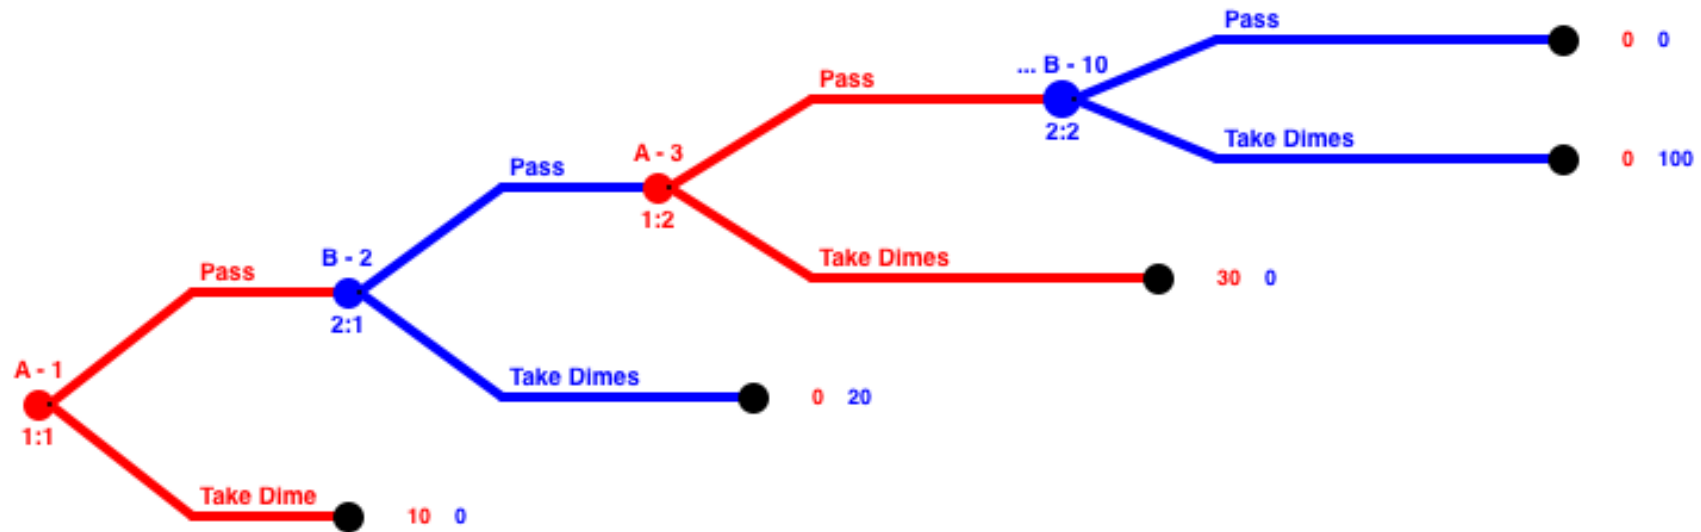 Pass
0 0
... B - 10
2:2
Pass
Take Dimes
0 100
A - 3
1:2
Pass
Take Dimes
30 0
B - 2
2:1
Pass
Take Dimes
0 20
A - 1
1:1
Take Dime
10 0